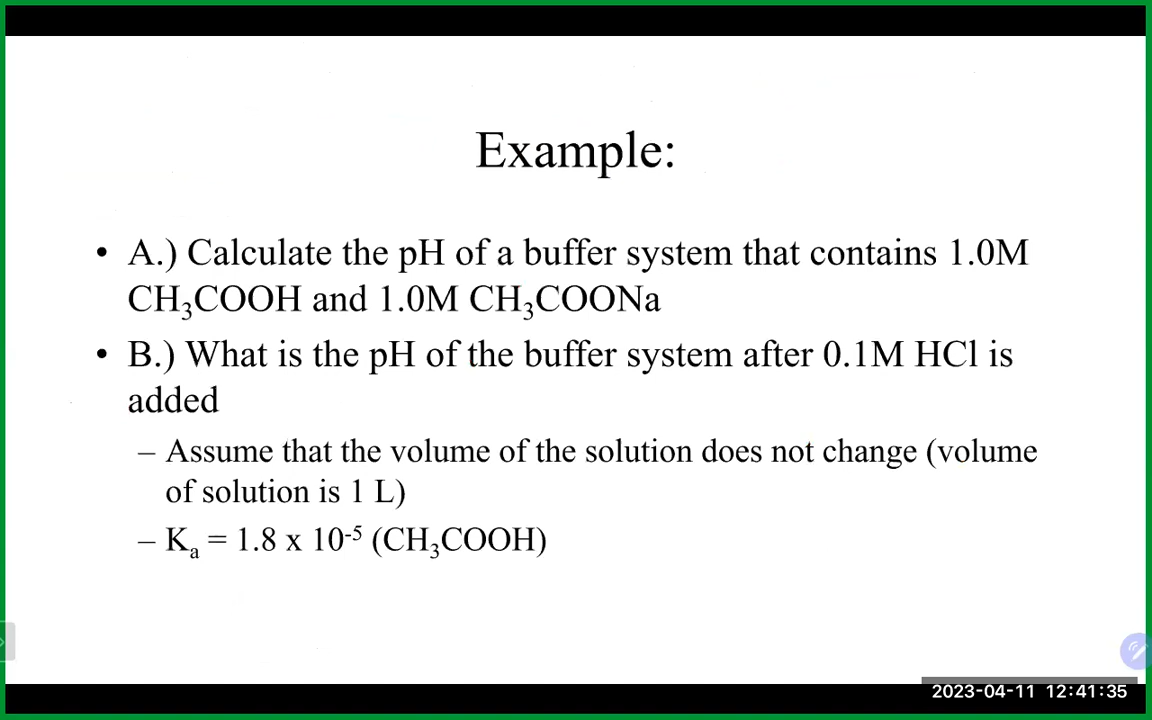 Example:
• A.) Calculate the pH of a buffer system that contains 1.0M
CH₃COOH and 1.0M CH₃COONa
• B.) What is the pH of the buffer system after 0.1M HCl is
added
– Assume that the volume of the solution does not change (volume
of solution is 1 L)
– Kₐ = 1.8 x 10⁻⁵ (CH₃COOH)
2023-04-11 12:41:35